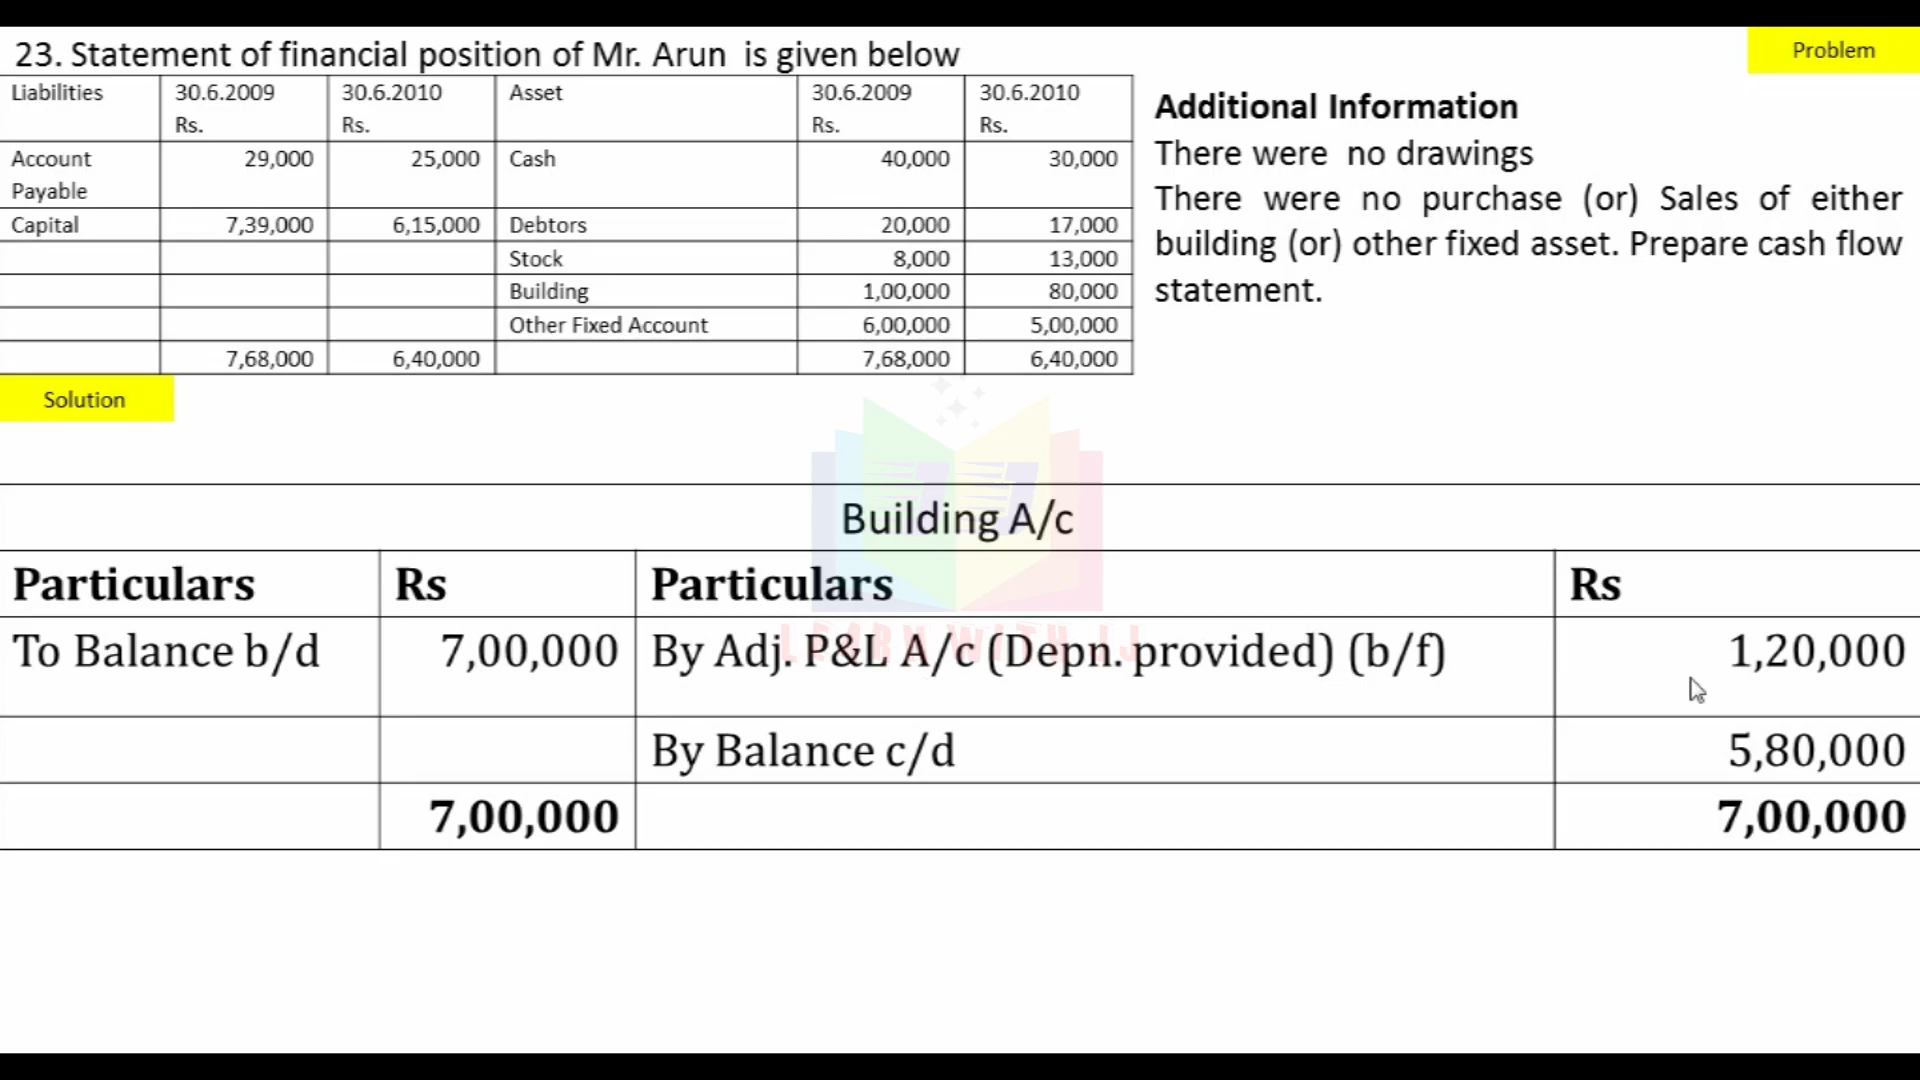 23. Statement of financial position of Mr. Arun is given below
Problem
Liabilities 30.6.2009 Rs. 30.6.2010 Rs. Asset 30.6.2009 Rs. 30.6.2010 Rs.
Account Payable 29,000 25,000 Cash 40,000 30,000
Capital 7,39,000 6,15,000 Debtors 20,000 17,000
Stock 8,000 13,000
Building 1,00,000 80,000
Other Fixed Account 6,00,000 5,00,000
7,68,000 6,40,000 7,68,000 6,40,000
Additional Information
There were no drawings
There were no purchase (or) Sales of either
building (or) other fixed asset. Prepare cash flow
statement.
Solution
Building A/c
Particulars Rs Particulars Rs
To Balance b/d 7,00,000 By Adj. P&L A/c (Depn. provided) (b/f) 1,20,000
By Balance c/d 5,80,000
7,00,000 7,00,000
LEARN WITH JJ